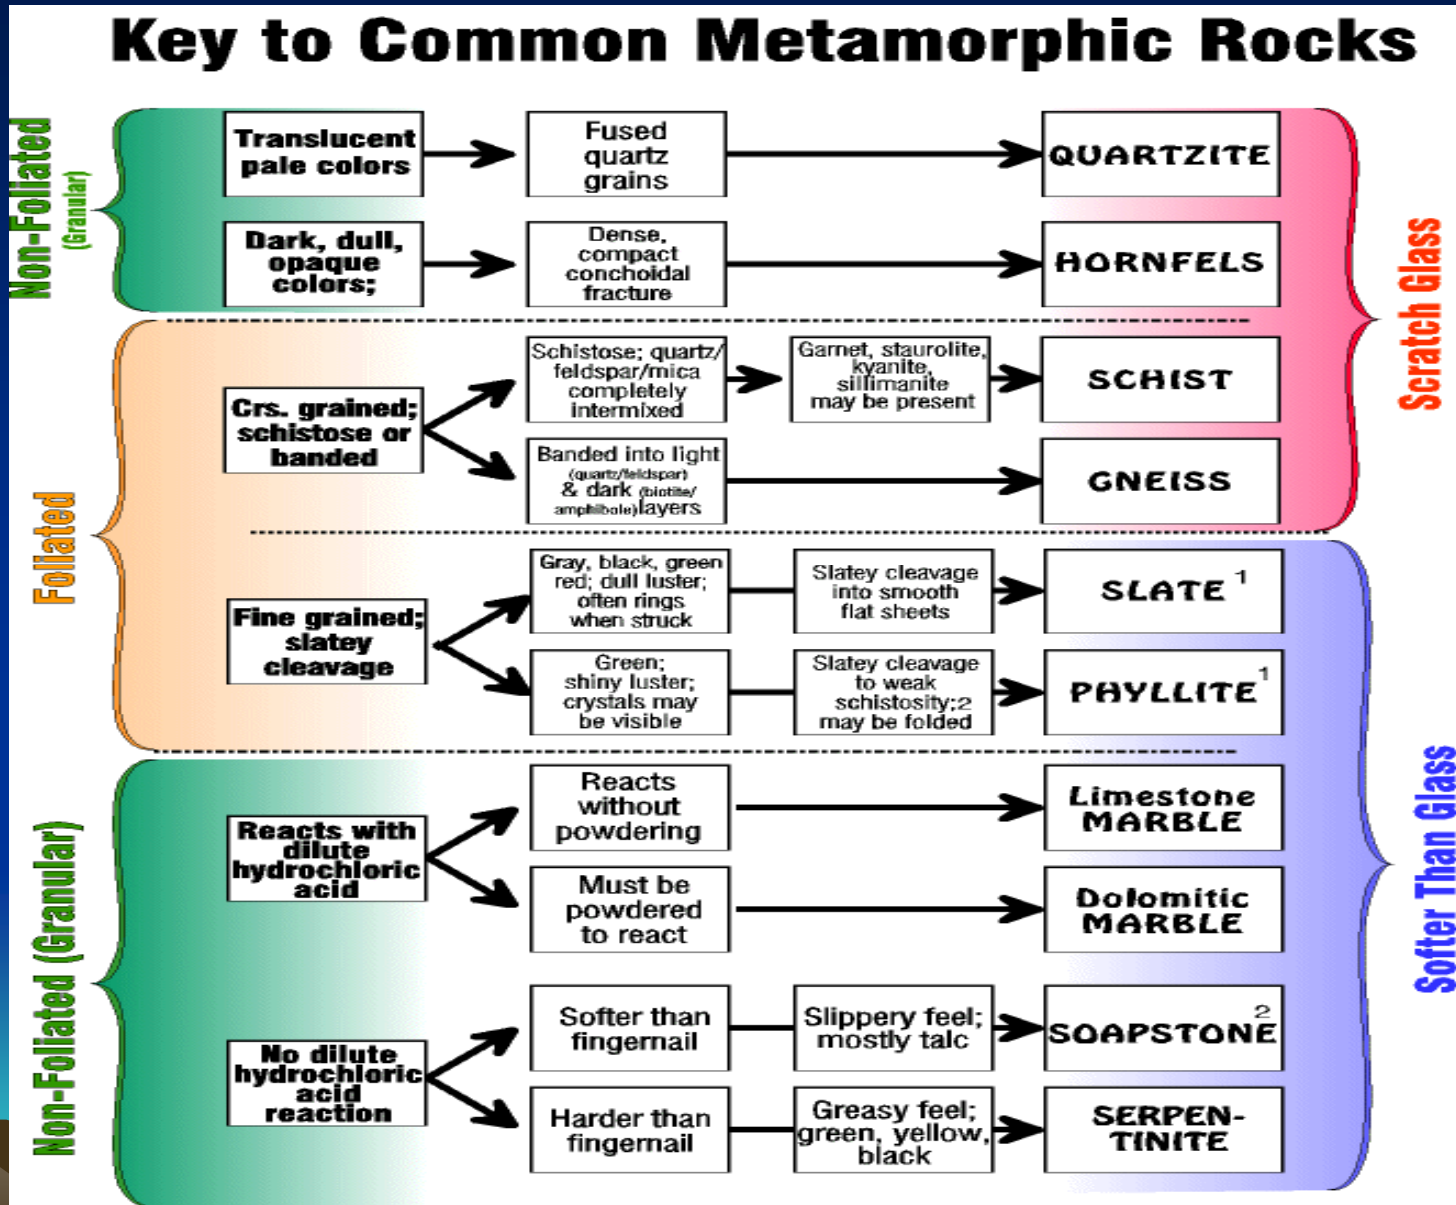 Key to Common Metamorphic Rocks
Non-Foliated
(Granular)
Translucent
pale colors
Fused
quartz
grains
QUARTZITE
Dark, dull,
opaque
colors;
Dense,
compact
conchoidal
fracture
HORNFELS
Scratch Glass
Foliated
Crs. grained;
schistose or
banded
Schistose; quartz/
feldspar/mica
completely
intermixed
Garnet, staurolite,
kyanite,
sillimanite
may be present
SCHIST
Banded into light
(quartz/feldspar)
& dark (biotite/
amphibole)layers
GNEISS
Fine grained;
slatey
cleavage
Gray, black, green
red; dull luster;
often rings
when struck
Slatey cleavage
into smooth
flat sheets
SLATE 1
Green;
shiny luster;
crystals may
be visible
Slatey cleavage
to weak
schistosity;2
may be folded
PHYLLITE 1
Softer Than Glass
Non-Foliated (Granular)
Reacts with
dilute
hydrochloric
acid
Reacts
without
powdering
Limestone
MARBLE
Must be
powdered
to react
Dolomitic
MARBLE
No dilute
hydrochloric
acid
reaction
Softer than
fingernail
Slippery feel;
mostly talc
SOAPSTONE 2
Harder than
fingernail
Greasy feel;
green, yellow,
black
SERPEN-
TINITE